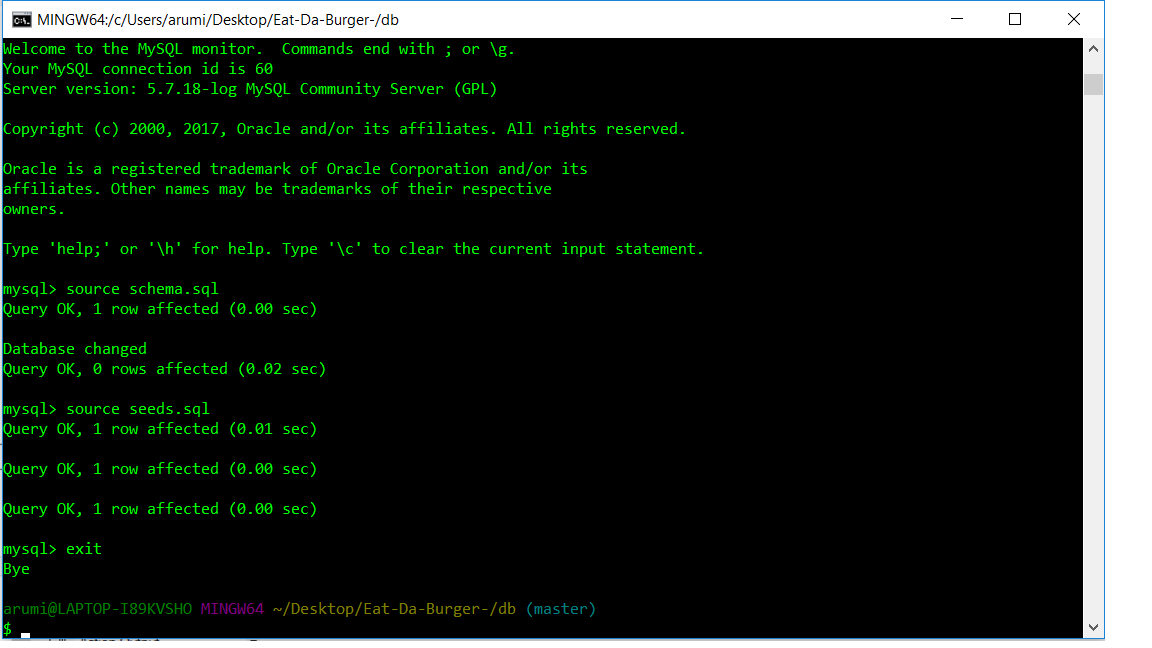 MINGW64:/c/Users/arumi/Desktop/Eat-Da-Burger-/db
Welcome to the MySQL monitor.  Commands end with ; or \g.
Your MySQL connection id is 60
Server version: 5.7.18-log MySQL Community Server (GPL)
Copyright (c) 2000, 2017, Oracle and/or its affiliates. All rights reserved.
Oracle is a registered trademark of Oracle Corporation and/or its
affiliates. Other names may be trademarks of their respective
owners.
Type 'help;' or '\h' for help. Type '\c' to clear the current input statement.
mysql> source schema.sql
Query OK, 1 row affected (0.00 sec)
Database changed
Query OK, 0 rows affected (0.02 sec)
mysql> source seeds.sql
Query OK, 1 row affected (0.01 sec)
Query OK, 1 row affected (0.00 sec)
Query OK, 1 row affected (0.00 sec)
mysql> exit
Bye
arumi@LAPTOP-I89KVSHO MINGW64 ~/Desktop/Eat-Da-Burger-/db (master)
$